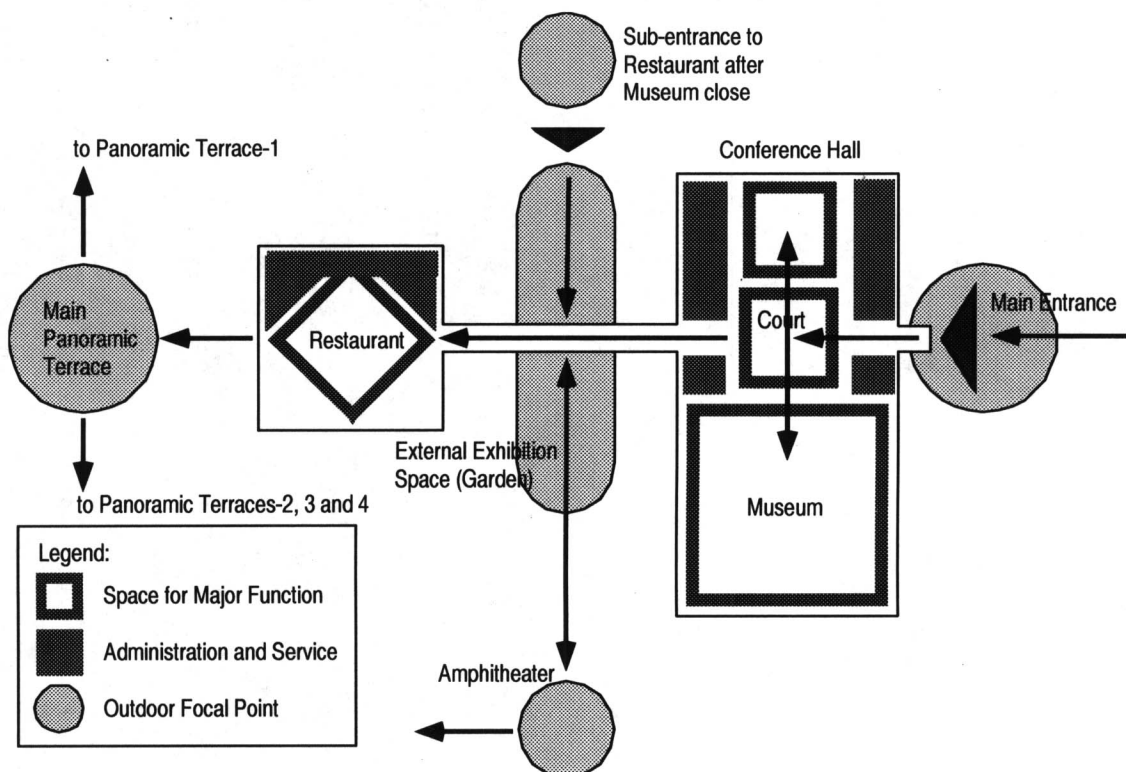 Sub-entrance to
Restaurant after
Museum close
to Panoramic Terrace-1
Conference Hall
Main
Panoramic
Terrace
Restaurant
Court
Main Entrance
External Exhibition
Space (Garden)
to Panoramic Terraces-2, 3 and 4
Museum
Legend:
Space for Major Function
Administration and Service
Outdoor Focal Point
Amphitheater